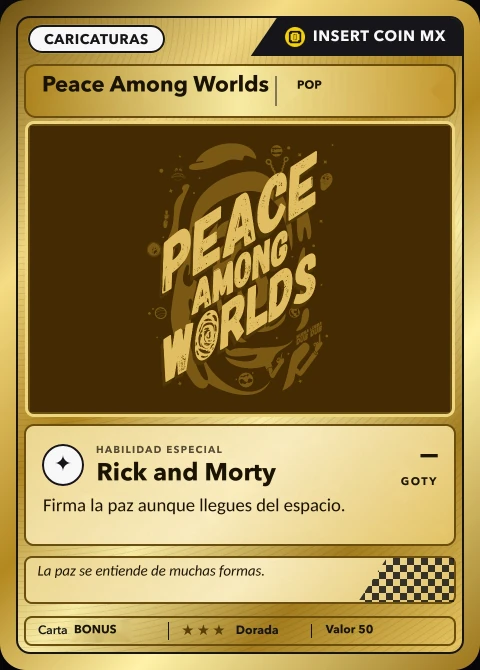 CARICATURAS
INSERT COIN MX
Peace Among Worlds
POP
PEACE
AMONG
WORLDS
HABILIDAD ESPECIAL
Rick and Morty
—
GOTY
Firma la paz aunque llegues del espacio.
La paz se entiende de muchas formas.
Carta BONUS
★★★ Dorada
Valor 50